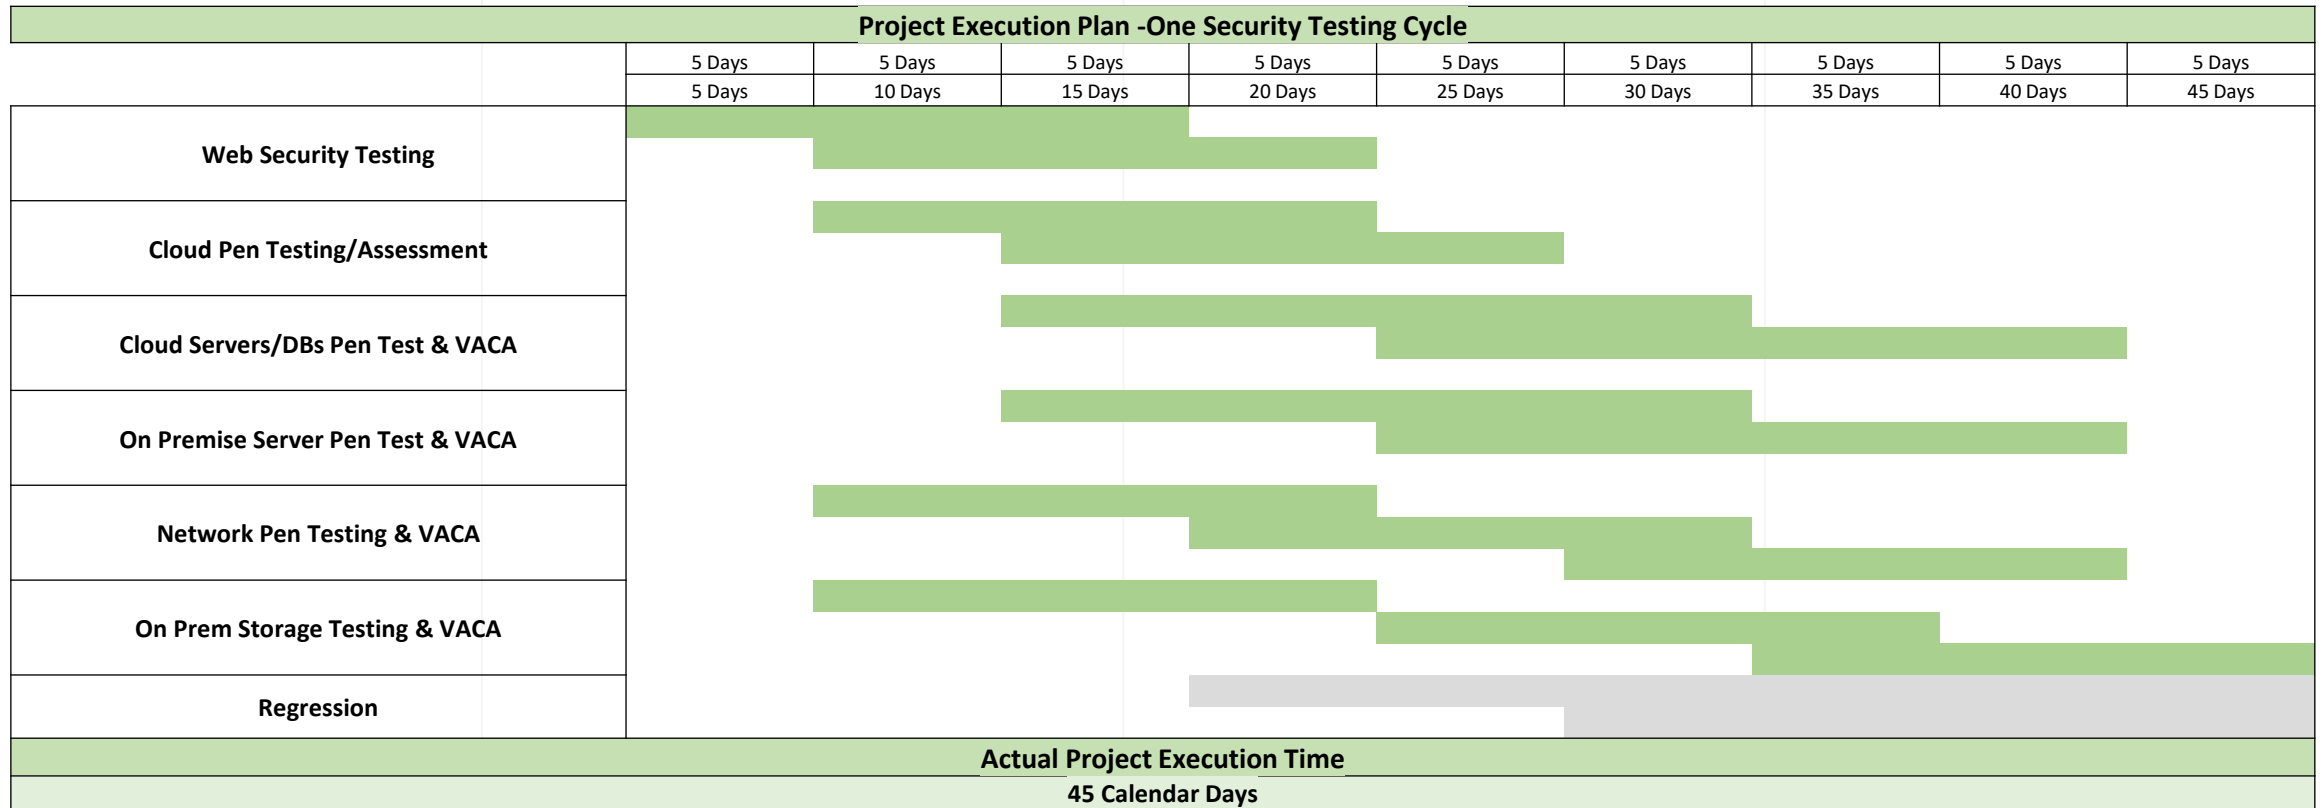 Project Execution Plan -One Security Testing Cycle
5 Days 5 Days 5 Days 5 Days 5 Days 5 Days 5 Days 5 Days 5 Days
5 Days 10 Days 15 Days 20 Days 25 Days 30 Days 35 Days 40 Days 45 Days
Web Security Testing
Cloud Pen Testing/Assessment
Cloud Servers/DBs Pen Test & VACA
On Premise Server Pen Test & VACA
Network Pen Testing & VACA
On Prem Storage Testing & VACA
Regression
Actual Project Execution Time
45 Calendar Days